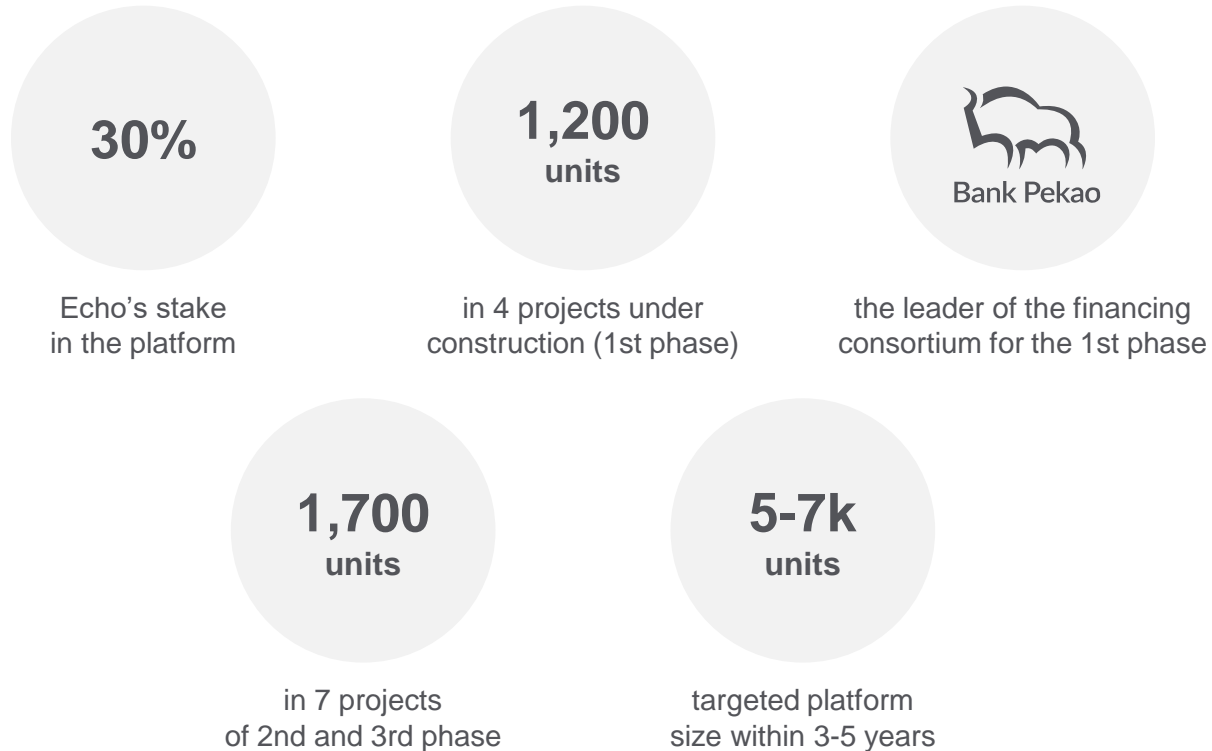 30%
Echo’s stake
in the platform
1,200
units
in 4 projects under
construction (1st phase)
Bank Pekao
the leader of the financing
consortium for the 1st phase
1,700
units
in 7 projects
of 2nd and 3rd phase
5-7k
units
targeted platform
size within 3-5 years